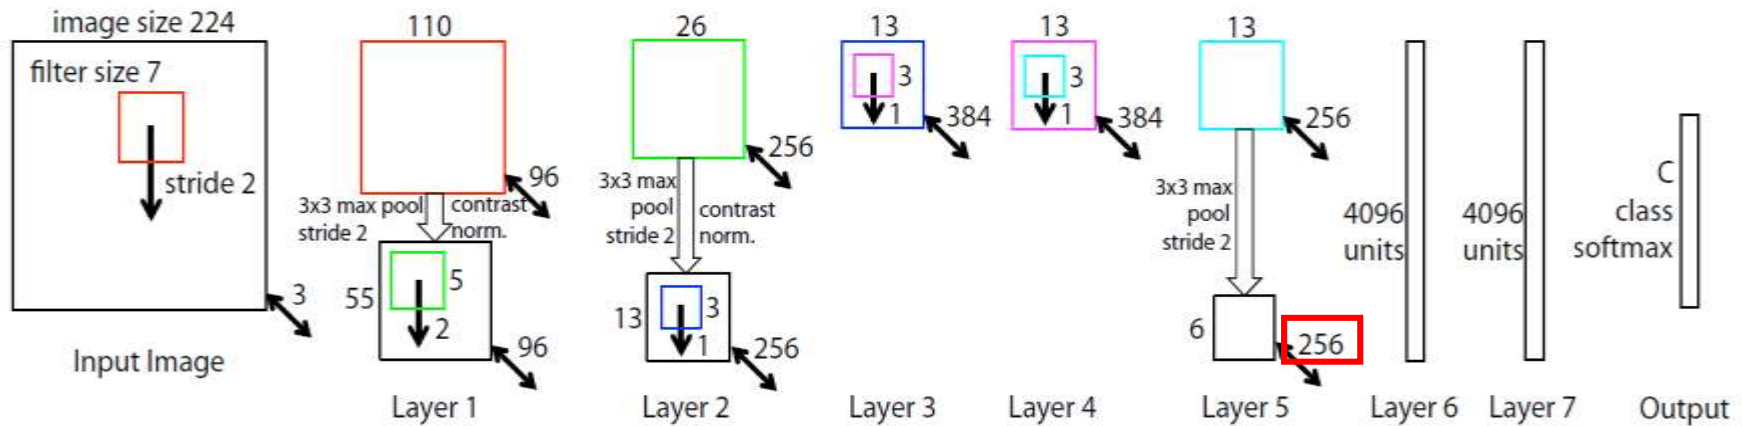 image size 224
filter size 7
stride 2
3
Input Image
110
96
3x3 max pool
stride 2
contrast
norm.
55
5
2
96
Layer 1
26
256
3x3 max
pool
stride 2
contrast
norm.
13
3
1
256
Layer 2
13
3
1
384
Layer 3
13
3
1
384
Layer 4
13
256
3x3 max
pool
stride 2
6
256
Layer 5
4096
units
Layer 6
4096
units
Layer 7
C
class
softmax
Output